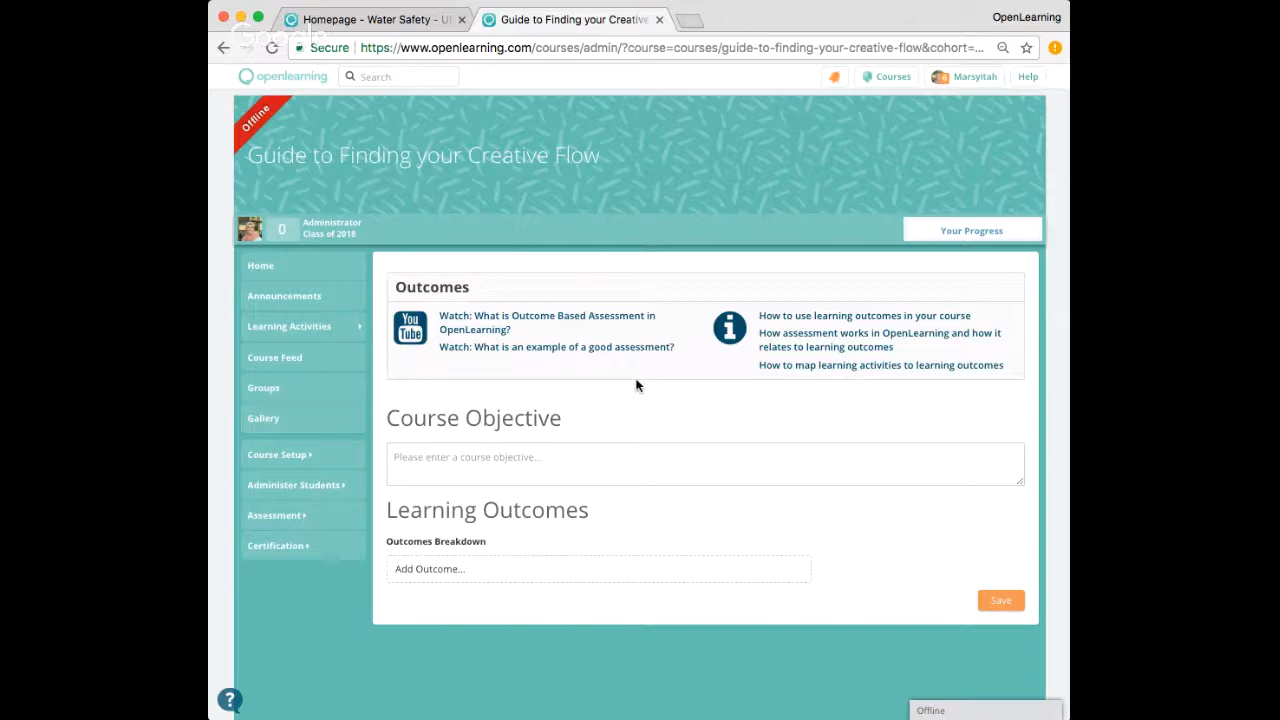 Homepage - Water Safety - U
Guide to Finding your Creative
OpenLearning
Google
Secure
https://www.openlearning.com/courses/admin/?course=courses/guide-to-finding-your-creative-flow&cohort=...
openlearning
Search
Courses
6
Marsyitah
Help
Offline
Guide to Finding your Creative Flow
0
Administrator
Class of 2018
Your Progress
Home
Announcements
Learning Activities
Course Feed
Groups
Gallery
Course Setup
Administer Students
Assessment
Certification
Outcomes
You
Tube
Watch: What is Outcome Based Assessment in
OpenLearning?
Watch: What is an example of a good assessment?
How to use learning outcomes in your course
How assessment works in OpenLearning and how it
relates to learning outcomes
How to map learning activities to learning outcomes
Course Objective
Please enter a course objective...
Learning Outcomes
Outcomes Breakdown
Add Outcome...
Save
?
Offline